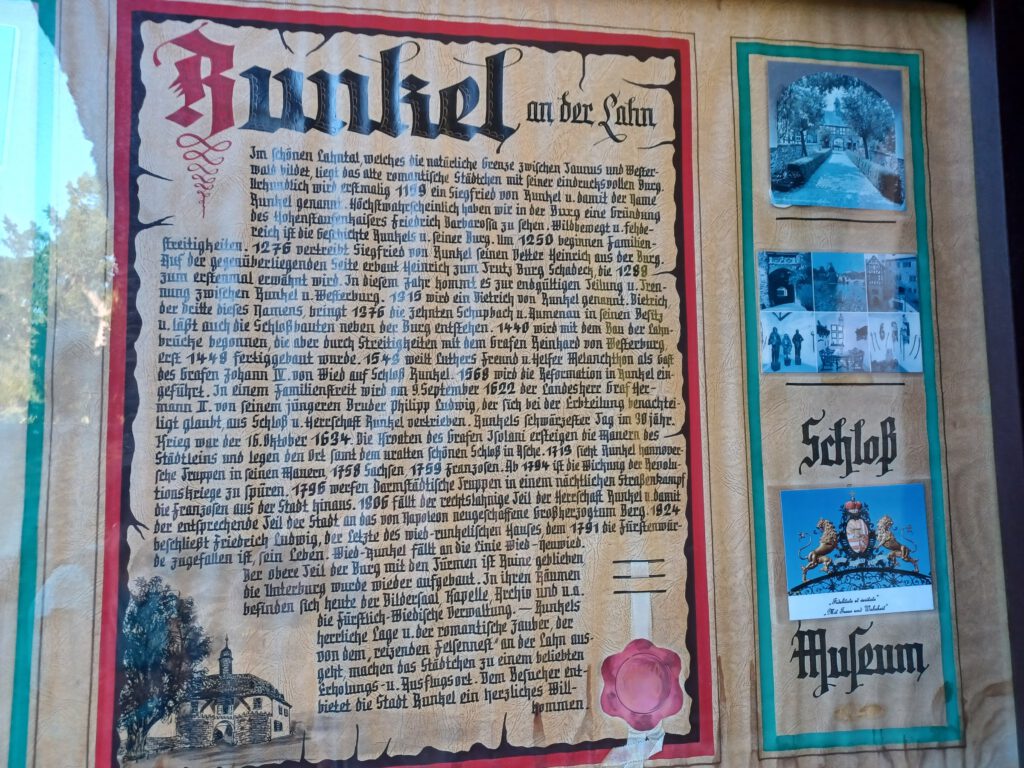 Runkel an der Lahn
Im schönen Lahntal, welches die natürliche Grenze zwischen Taunus und Wester-
wald bildet, liegt das alte romantische Städtchen mit seiner eindrucksvollen Burg.
Urkundlich wird erstmalig 1159 ein Siegfried von Runkel u. damit der Name
Runkel genannt. Höchstwahrscheinlich haben wir in der Burg eine Gründung
des Hohenstaufenkaisers Friedrich Barbarossa zu sehen. Wildbewegt u. fehde-
reich ist die Geschichte Runkels u. seiner Burg. Um 1250 beginnen Familien-
streitigkeiten. 1276 vertreibt Siegfried von Runkel seinen Vetter Heinrich aus der Burg.
Auf der gegenüberliegenden Seite erbaut Heinrich zum Trutz Burg Schadeck, die 1288
zum erstenmal erwähnt wird. In diesem Jahr kommt es zur endgültigen Teilung u. Tren-
nung zwischen Runkel u. Westerburg. 1315 wird ein Dietrich von Runkel genannt. Dietrich,
der dritte dieses Namens, bringt 1376 die Zehnten Schupbach u. Aumenau in seinen Besitz
u. läßt auch die Schloßbauten neben der Burg entstehen. 1440 wird mit dem Bau der Lahn-
brücke begonnen, die aber durch Streitigkeiten mit dem Grafen Reinhard von Westerburg,
erst 1448 fertiggebaut wurde. 1543 weilt Luthers Freund u. Helfer Melanchthon als Gast
des Grafen Johann IV. von Wied auf Schloß Runkel. 1568 wird die Reformation in Runkel ein-
geführt. In einem Familienstreit wird am 9. September 1622 der Landesherr Graf Her-
mann II. von seinem jüngeren Bruder Philipp Ludwig, der sich bei der Erbteilung benachtei-
ligt glaubt, aus Schloß u. Herrschaft Runkel vertrieben. Runkels schwärzester Tag im 30 jähr.
Krieg war der 16. Oktober 1634. Die Kroaten des Grafen Isolani ersteigen die Mauern des
Städtleins und legen den Ort samt dem uralten schönen Schloß in Asche. 1719 sieht Runkel hannover-
sche Truppen in seinen Mauern, 1758 Sachsen, 1759 Franzosen. Ab 1794 ist die Wirkung der Revolu-
tionskriege zu spüren. 1796 werfen Darmstädtische Truppen in einem nächtlichen Straßenkampf
die Franzosen aus der Stadt hinaus. 1806 fällt der rechtslahnige Teil der Herrschaft Runkel u. damit
der entsprechende Teil der Stadt an das von Napoleon neugeschaffene Großherzogtum Berg. 1824
beschließt Friedrich Ludwig, der Letzte des wied-runkelischen Hauses, dem 1791 die Fürstenwür-
de zugefallen ist, sein Leben. Wied-Runkel fällt an die Linie Wied-Neuwied.
Der obere Teil der Burg mit den Türmen ist Ruine geblieben
die Unterburg wurde wieder aufgebaut. In ihren Räumen
befinden sich heute der Bildersaal, Kapelle, Archiv und u.a.
die Fürstlich-Wiedische Verwaltung. — Runkels
herrliche Lage u. der romantische Zauber, der
von dem „reizenden Felsennest" an der Lahn aus-
geht, machen das Städtchen zu einem beliebten
Erholungs- u. Ausflugsort. Dem Besucher ent-
bietet die Stadt Runkel ein herzliches Will-
kommen.
Schloß
„Fidelitate et veritate"
„Mit Treue und Wahrheit"
Museum